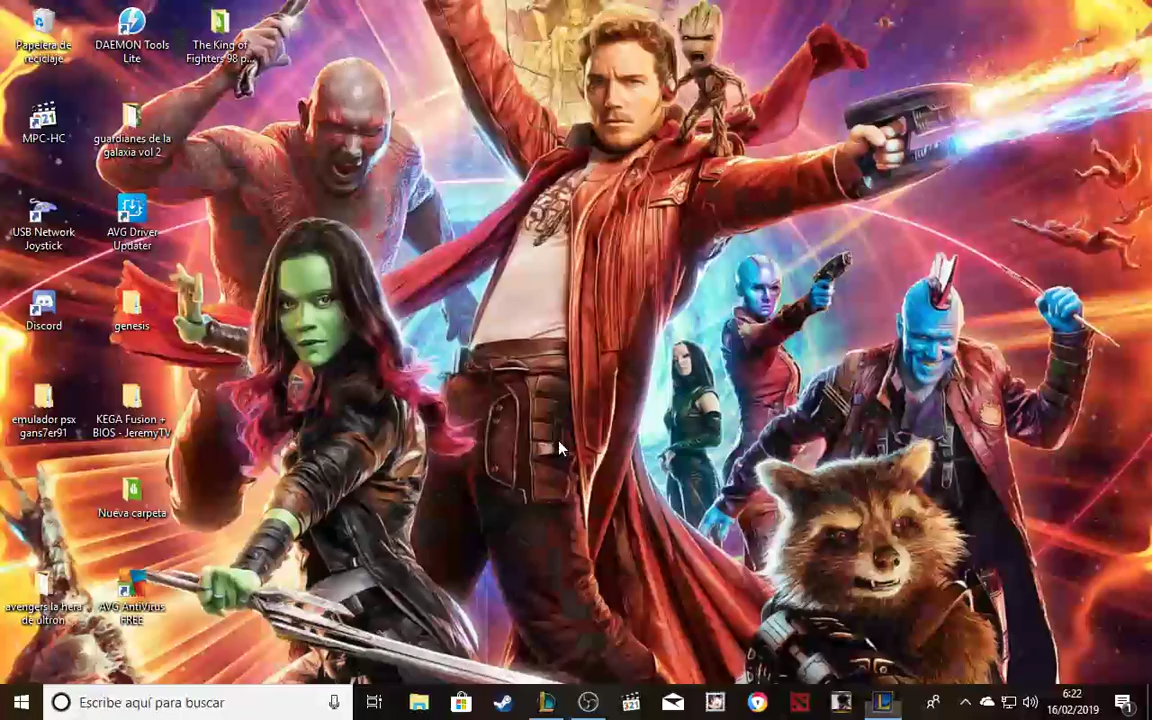 Papelera de
reciclaje
DAEMON Tools
Lite
The King of
Fighters 98 p...
MPC-HC
guardianes de la
galaxia vol 2
USB Network
Joystick
AVG Driver
Updater
Discord
genesis
emulador psx
gans7er91
KEGA Fusion +
BIOS - JeremyTV
Nueva carpeta
avengers la hera
de ultron...
AVG AntiVirus
FREE
Escribe aquí para buscar
6:22
16/02/2019